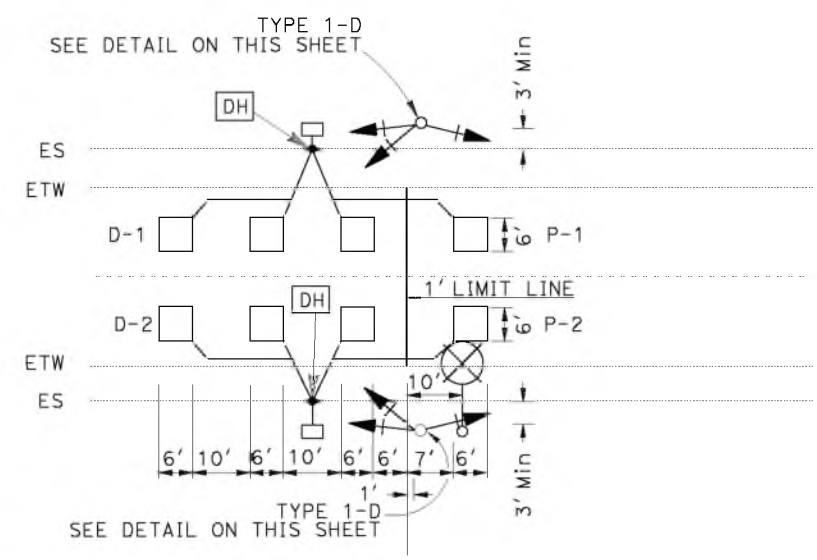 TYPE 1-D
SEE DETAIL ON THIS SHEET
3' Min
DH
ES
ETW
D-1
6' P-1
1' LIMIT LINE
DH
D-2
6' P-2
ETW
10'
ES
6' 10' 6' 10' 6' 6' 7' 6'
3' Min
1'
TYPE 1-D
SEE DETAIL ON THIS SHEET